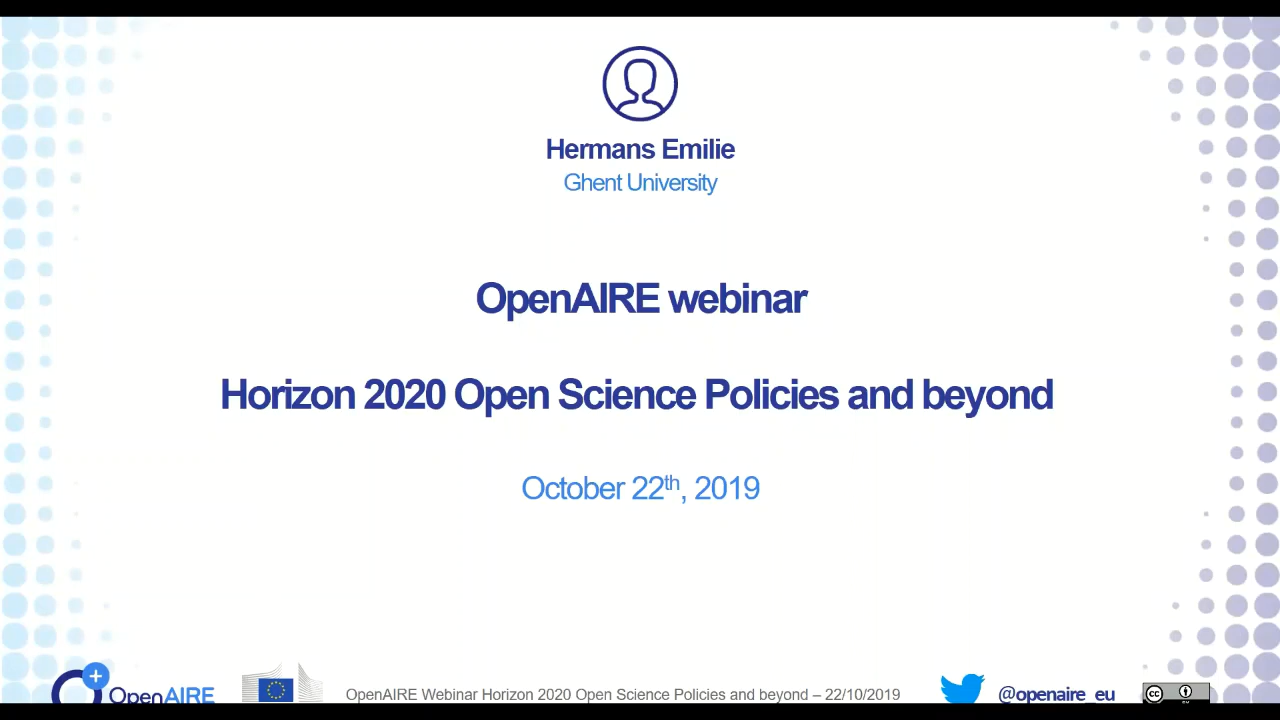 Hermans Emilie
Ghent University
OpenAIRE webinar
Horizon 2020 Open Science Policies and beyond
October 22th, 2019
OpenAIRE
OpenAIRE Webinar Horizon 2020 Open Science Policies and beyond – 22/10/2019
@openaire_eu
cc